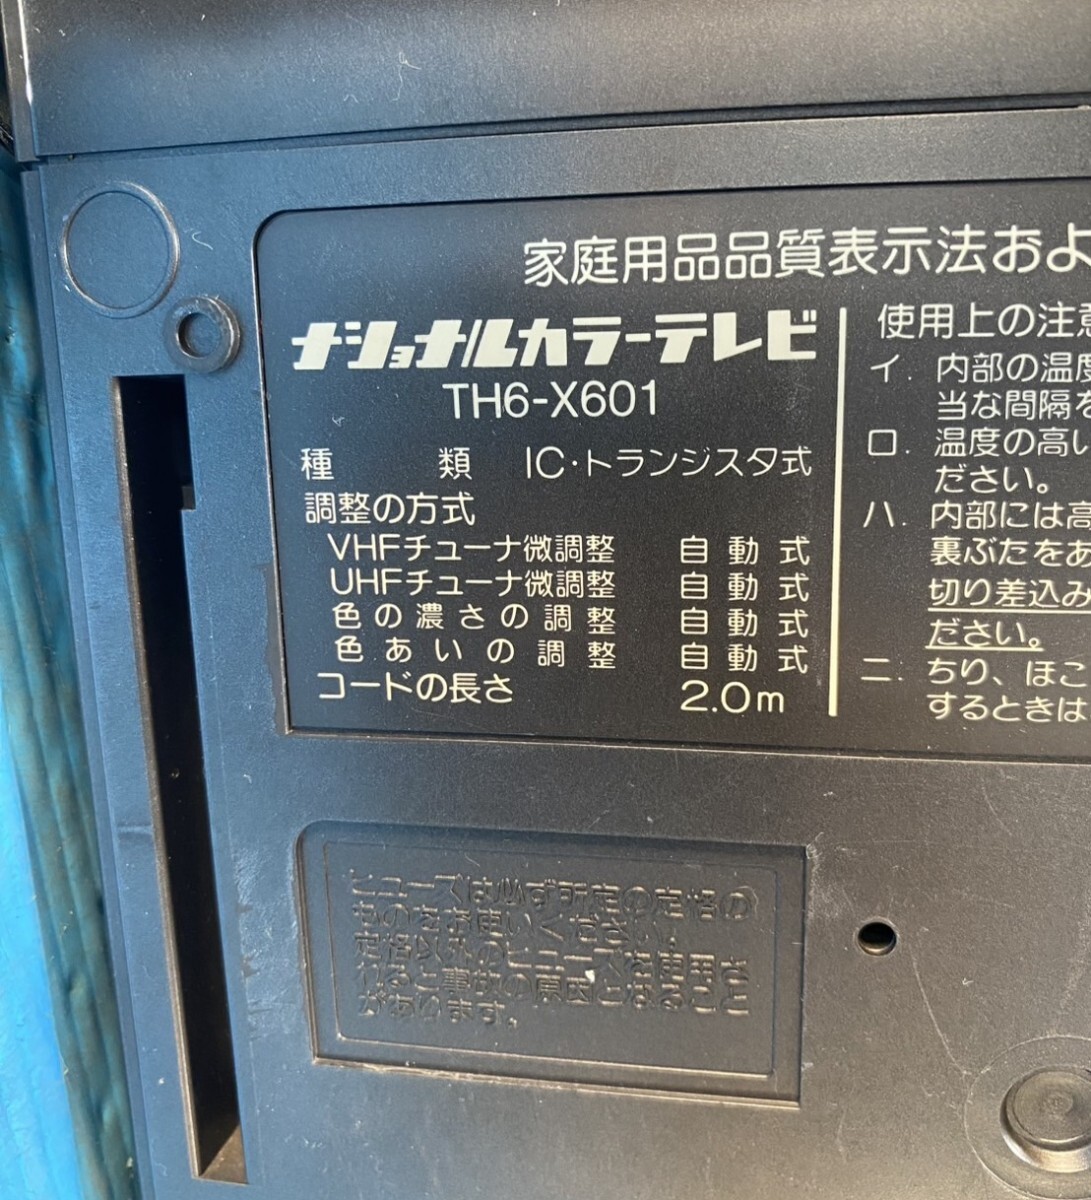 家庭用品品質表示法およ
ナショナルカラーテレビ
TH6-X601
種 類 IC・トランジスタ式
調整の方式
VHFチューナ微調整 自動式
UHFチューナ微調整 自動式
色の濃さの調整 自動式
色あいの調整 自動式
コードの長さ 2.0m
使用上の注意
イ. 内部の温度
当な間隔を
ロ. 温度の高い
ださい。
ハ. 内部には高
裏ぶたをあ
切り差込み
ださい。
ニ. ちり、ほこ
するときは
ヒューズは必ず所定の定格の
ものをお使いください.
定格以外のヒューズを使用さ
れると事故の原因となること
があります.